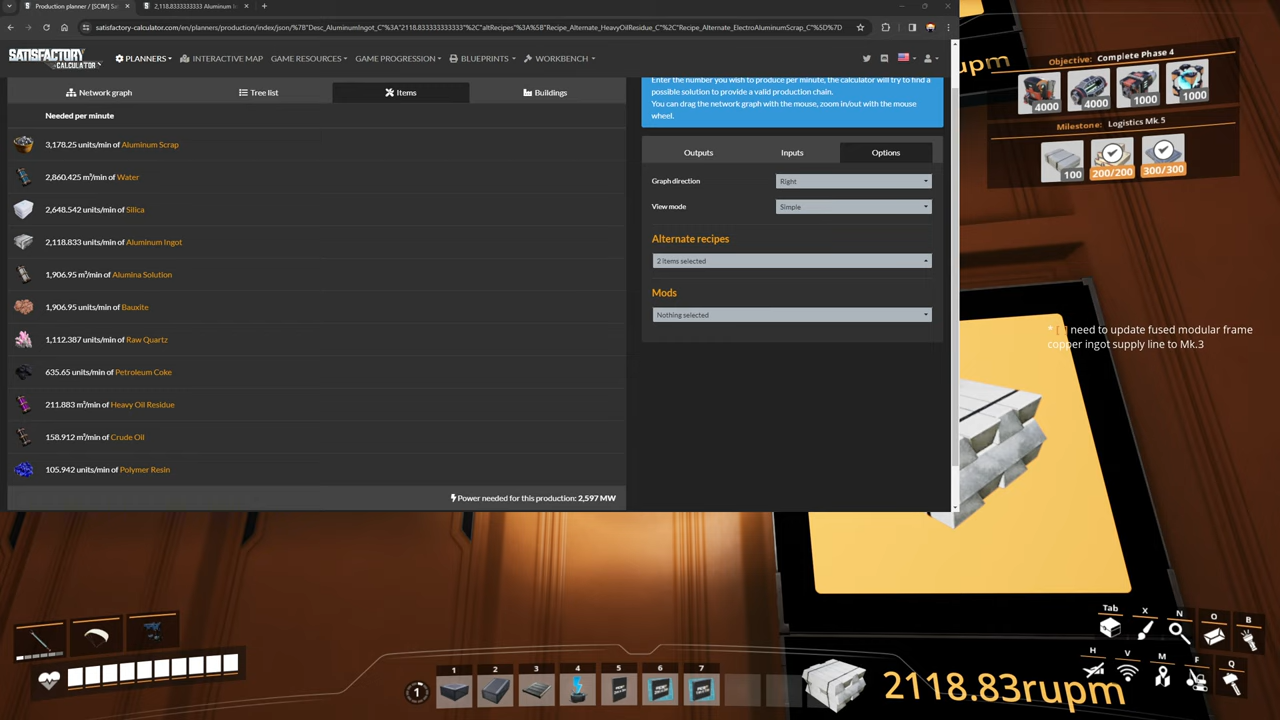 Production planner / [SCIM] Sat
2,118.833333333333 Aluminum In
satisfactory-calculator.com/en/planners/production/index/json/%7B"Desc_AluminumIngot_C"%3A"2118.833333333333"%2C"altRecipes"%3A%5B"Recipe_Alternate_HeavyOilResidue_C"%2C"Recipe_Alternate_ElectroAluminumScrap_C"%5D%7D
SATISFACTORY
CALCULATOR
PLANNERS
INTERACTIVE MAP
GAME RESOURCES
GAME PROGRESSION
BLUEPRINTS
WORKBENCH
Network graph
Tree list
Items
Buildings
Needed per minute
3,178.25 units/min of Aluminum Scrap
2,860.425 m³/min of Water
2,648.542 units/min of Silica
2,118.833 units/min of Aluminum Ingot
1,906.95 m³/min of Alumina Solution
1,906.95 units/min of Bauxite
1,112.387 units/min of Raw Quartz
635.65 units/min of Petroleum Coke
211.883 m³/min of Heavy Oil Residue
158.912 m³/min of Crude Oil
105.942 units/min of Polymer Resin
Power needed for this production: 2,597 MW
Enter the number you wish to produce per minute, the calculator will try to find a
possible solution to provide a valid production chain.
You can drag the network graph with the mouse, zoom in/out with the mouse
wheel.
Outputs
Inputs
Options
Graph direction
Right
View mode
Simple
Alternate recipes
2 items selected
Mods
Nothing selected
upm
Objective: Complete Phase 4
4000
4000
1000
1000
Milestone: Logistics Mk.5
100
200/200
300/300
* [ ] need to update fused modular frame
copper ingot supply line to Mk.3
Tab
X
N
O
B
H
V
M
F
Q
1
1
2
3
4
5
6
7
2118.83rupm